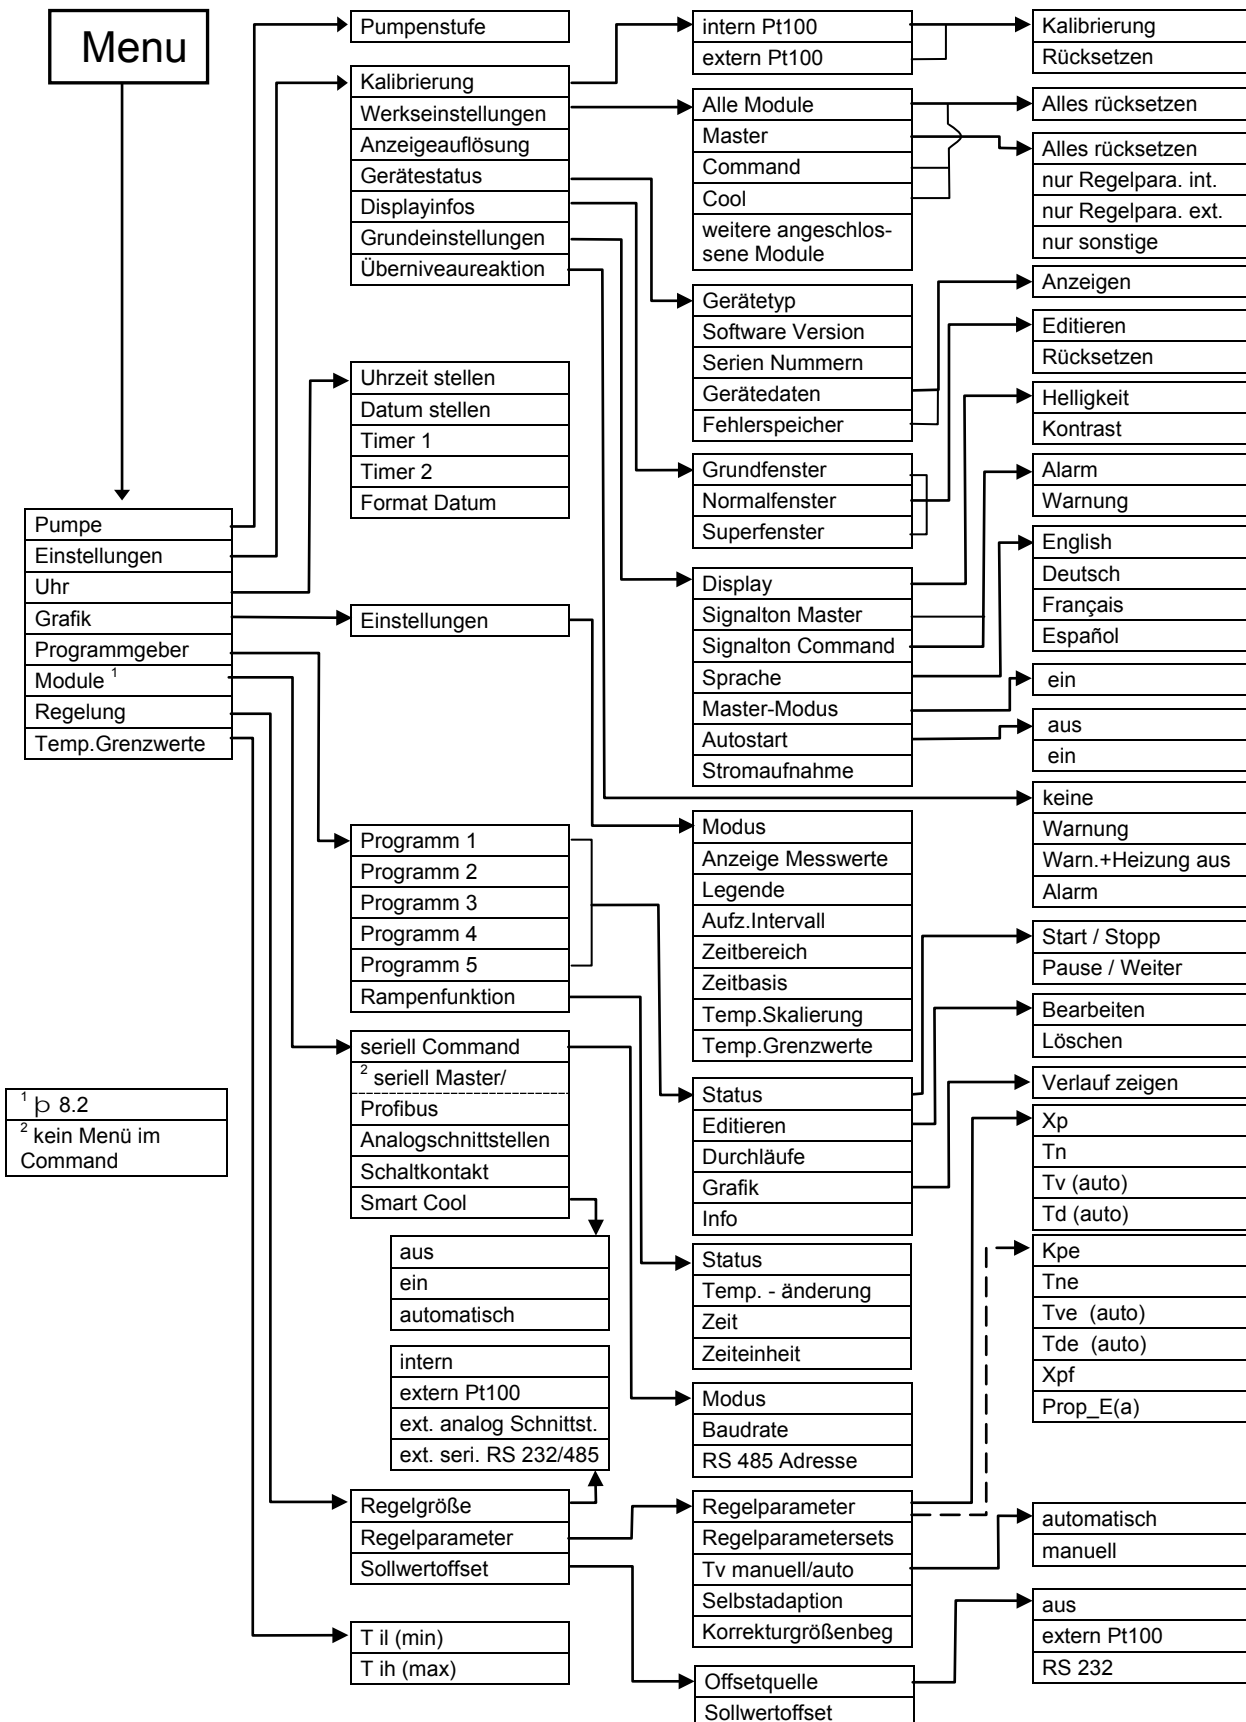 Menu
Pumpe
Einstellungen
Uhr
Grafik
Programmgeber
Module ¹
Regelung
Temp.Grenzwerte
¹ þ 8.2
² kein Menü im
Command
Pumpenstufe
Kalibrierung
Werkseinstellungen
Anzeigeauflösung
Gerätestatus
Displayinfos
Grundeinstellungen
Überniveaureaktion
Uhrzeit stellen
Datum stellen
Timer 1
Timer 2
Format Datum
Einstellungen
Programm 1
Programm 2
Programm 3
Programm 4
Programm 5
Rampenfunktion
seriell Command
² seriell Master/
Profibus
Analogschnittstellen
Schaltkontakt
Smart Cool
aus
ein
automatisch
intern
extern Pt100
ext. analog Schnittst.
ext. seri. RS 232/485
Regelgröße
Regelparameter
Sollwertoffset
T il (min)
T ih (max)
intern Pt100
extern Pt100
Alle Module
Master
Command
Cool
weitere angeschlos-
sene Module
Gerätetyp
Software Version
Serien Nummern
Gerätedaten
Fehlerspeicher
Grundfenster
Normalfenster
Superfenster
Display
Signalton Master
Signalton Command
Sprache
Master-Modus
Autostart
Stromaufnahme
Modus
Anzeige Messwerte
Legende
Aufz.Intervall
Zeitbereich
Zeitbasis
Temp.Skalierung
Temp.Grenzwerte
Status
Editieren
Durchläufe
Grafik
Info
Status
Temp. - änderung
Zeit
Zeiteinheit
Modus
Baudrate
RS 485 Adresse
Regelparameter
Regelparametersets
Tv manuell/auto
Selbstadaption
Korrekturgrößenbeg
Offsetquelle
Sollwertoffset
Kalibrierung
Rücksetzen
Alles rücksetzen
Alles rücksetzen
nur Regelpara. int.
nur Regelpara. ext.
nur sonstige
Anzeigen
Editieren
Rücksetzen
Helligkeit
Kontrast
Alarm
Warnung
English
Deutsch
Français
Español
ein
aus
ein
keine
Warnung
Warn.+Heizung aus
Alarm
Start / Stopp
Pause / Weiter
Bearbeiten
Löschen
Verlauf zeigen
Xp
Tn
Tv (auto)
Td (auto)
Kpe
Tne
Tve (auto)
Tde (auto)
Xpf
Prop_E(a)
automatisch
manuell
aus
extern Pt100
RS 232